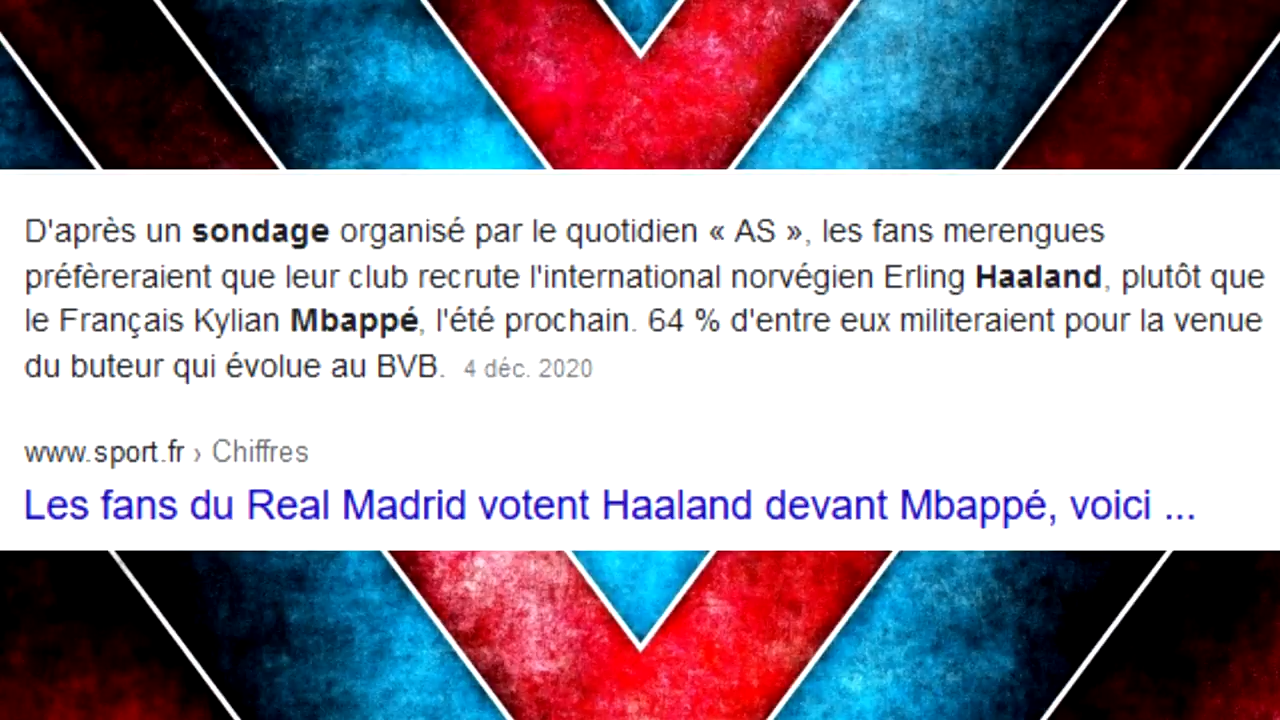 D'après un sondage organisé par le quotidien « AS », les fans merengues
préfèreraient que leur club recrute l'international norvégien Erling Haaland, plutôt que
le Français Kylian Mbappé, l'été prochain. 64 % d'entre eux militeraient pour la venue
du buteur qui évolue au BVB. 4 déc. 2020
www.sport.fr › Chiffres
Les fans du Real Madrid votent Haaland devant Mbappé, voici ...